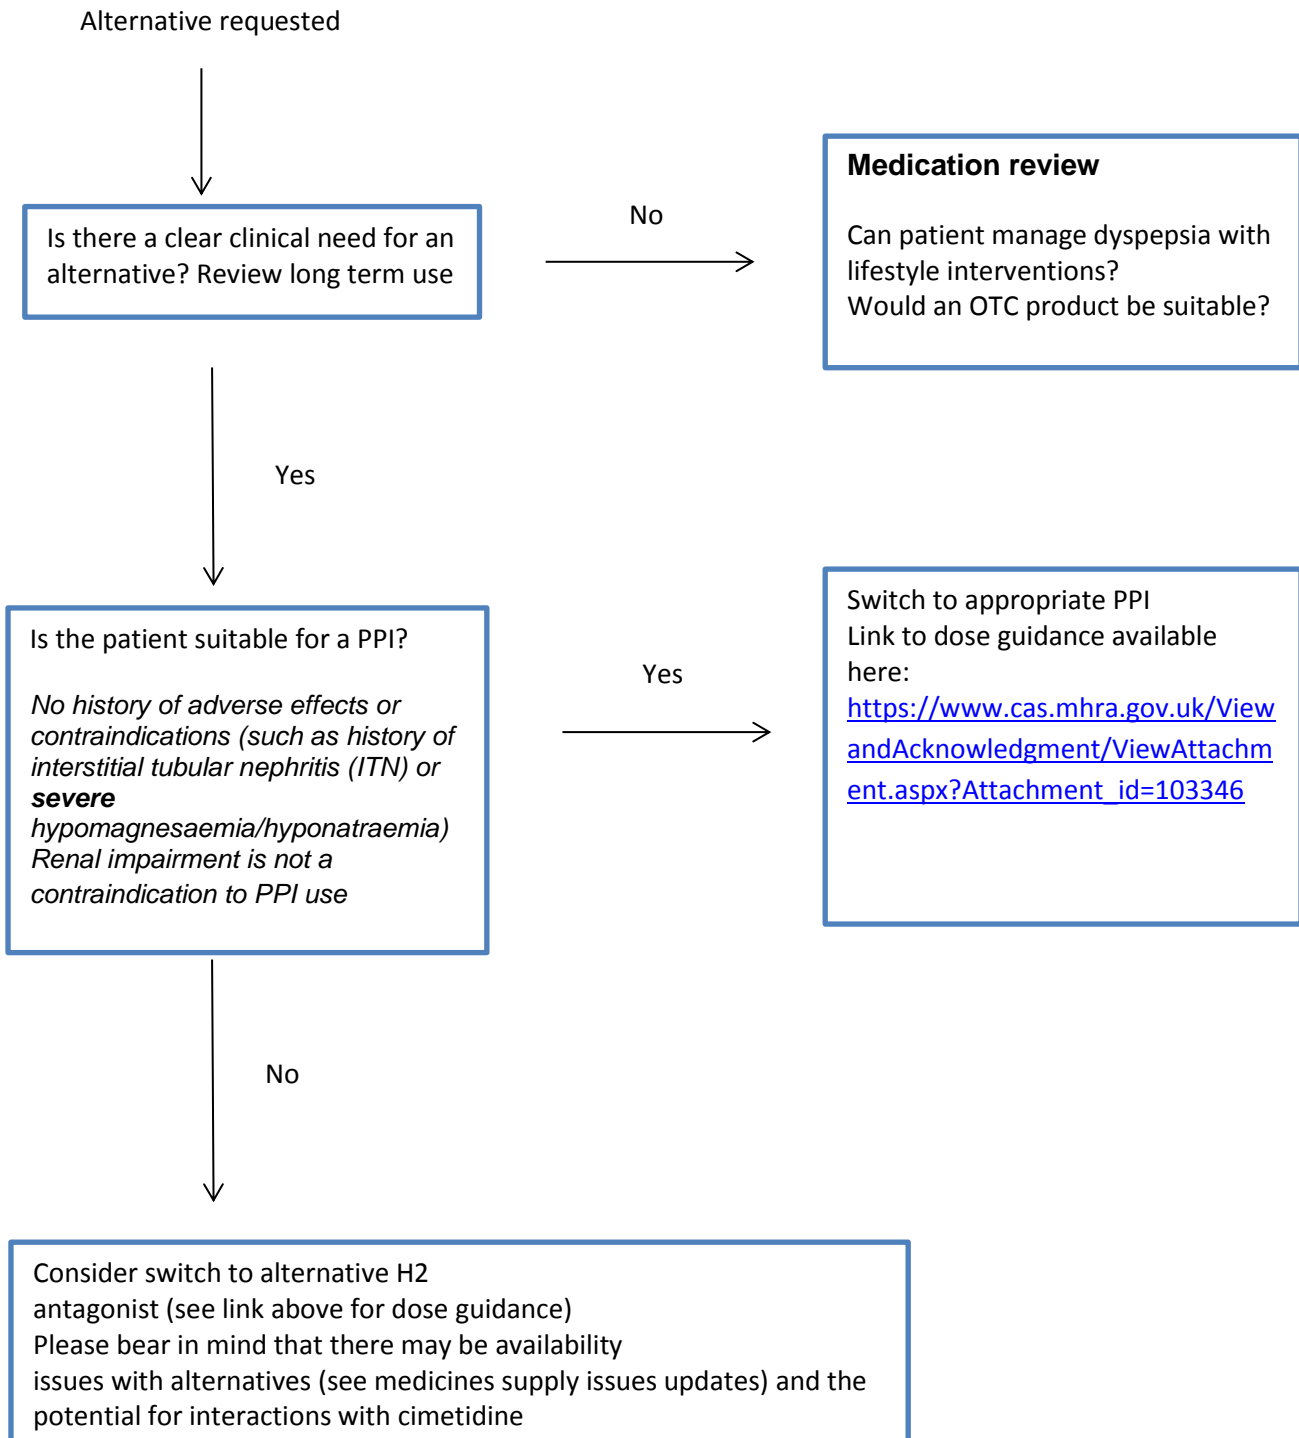 Alternative requested
Is there a clear clinical need for an
alternative? Review long term use
No
Medication review
Can patient manage dyspepsia with
lifestyle interventions?
Would an OTC product be suitable?
Yes
Is the patient suitable for a PPI?
No history of adverse effects or
contraindications (such as history of
interstitial tubular nephritis (ITN) or
severe
hypomagnesaemia/hyponatraemia)
Renal impairment is not a
contraindication to PPI use
Yes
Switch to appropriate PPI
Link to dose guidance available
here:
https://www.cas.mhra.gov.uk/View
andAcknowledgment/ViewAttachm
ent.aspx?Attachment_id=103346
No
Consider switch to alternative H2
antagonist (see link above for dose guidance)
Please bear in mind that there may be availability
issues with alternatives (see medicines supply issues updates) and the
potential for interactions with cimetidine